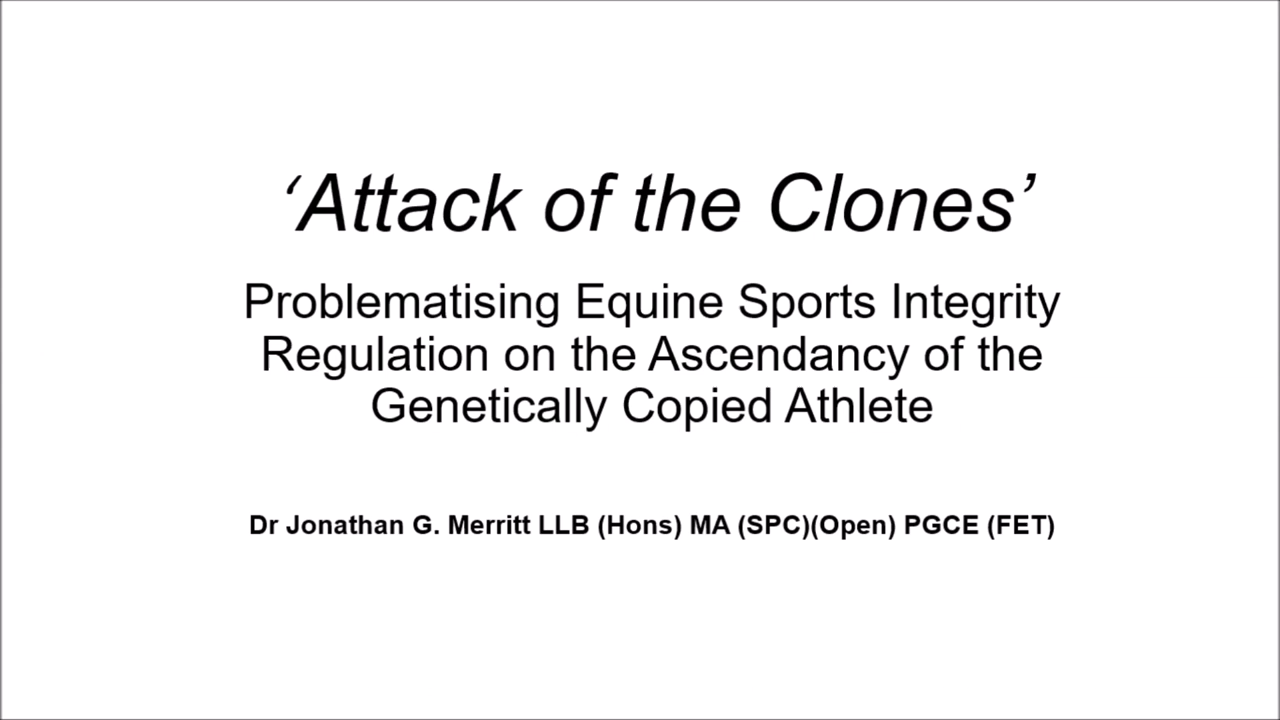 ‘Attack of the Clones’
Problematising Equine Sports Integrity
Regulation on the Ascendancy of the
Genetically Copied Athlete
Dr Jonathan G. Merritt LLB (Hons) MA (SPC)(Open) PGCE (FET)